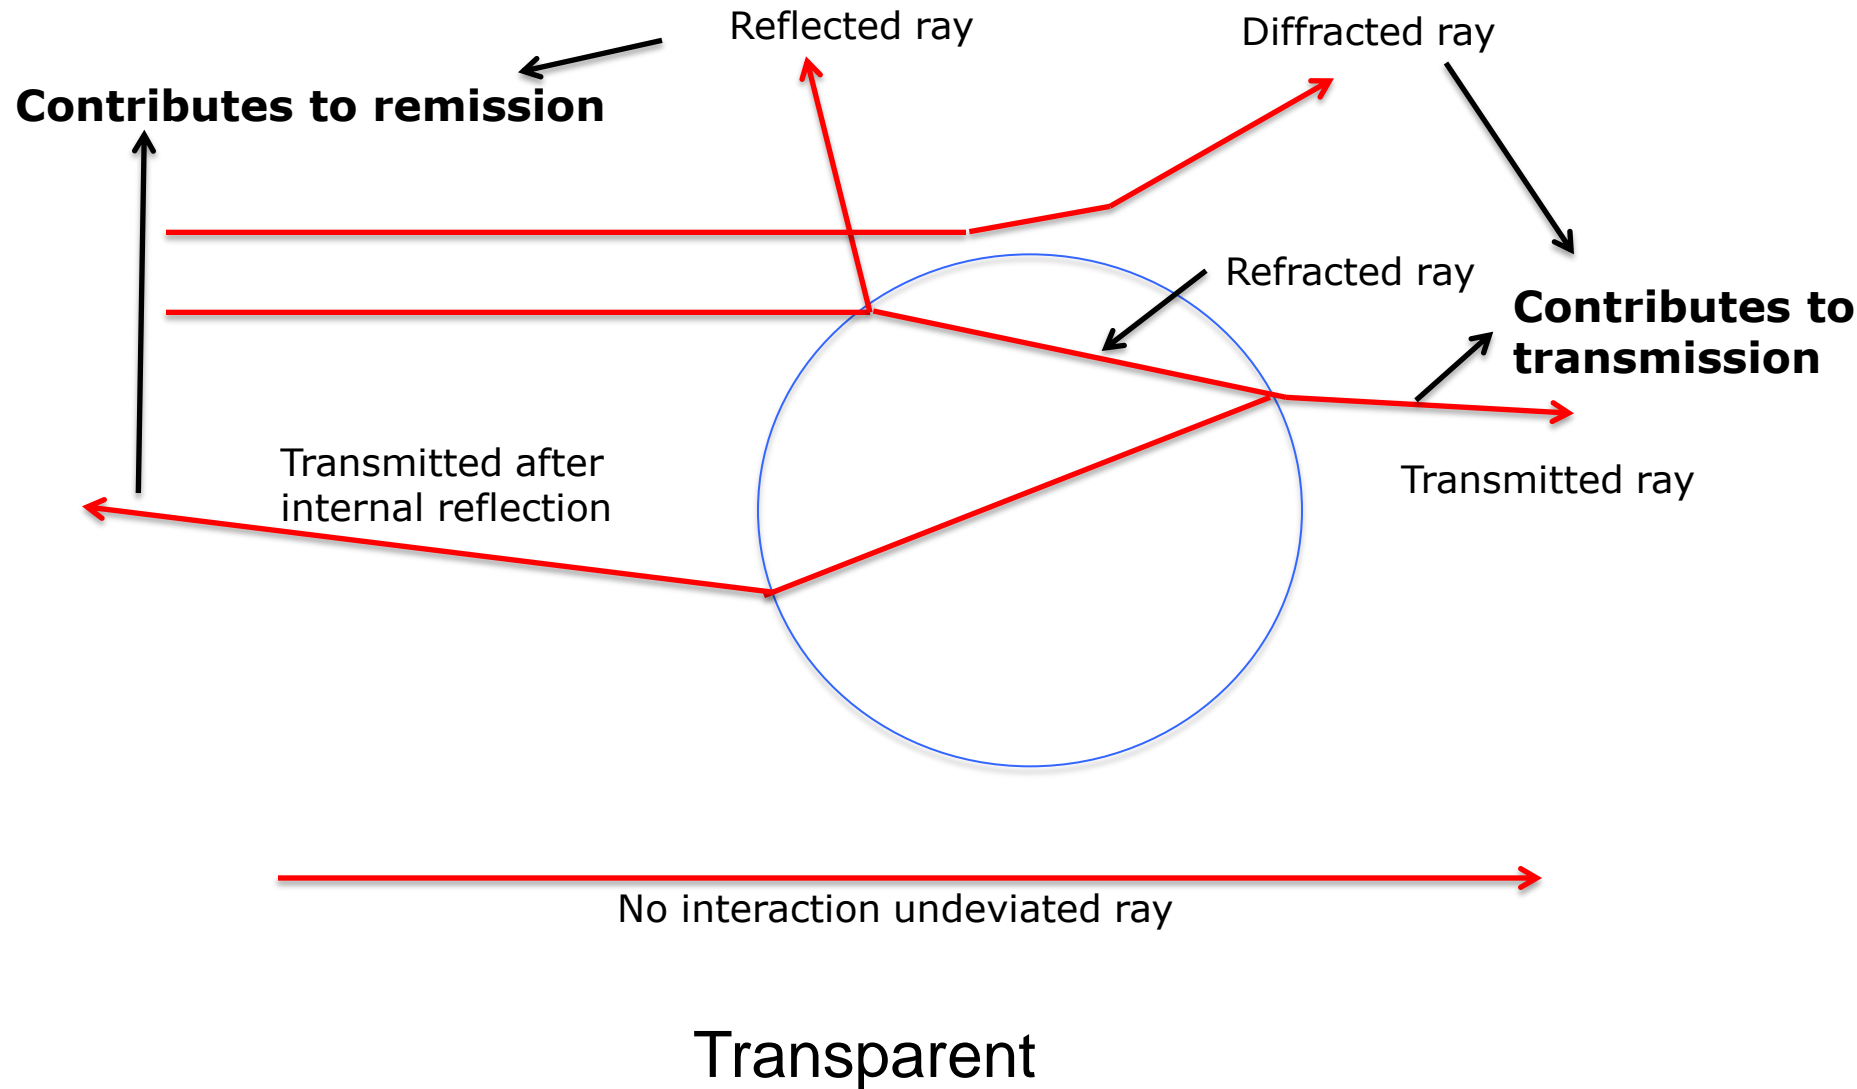 Reflected ray
Diffracted ray
Contributes to remission
Refracted ray
Contributes to
transmission
Transmitted after
internal reflection
Transmitted ray
No interaction undeviated ray
Transparent